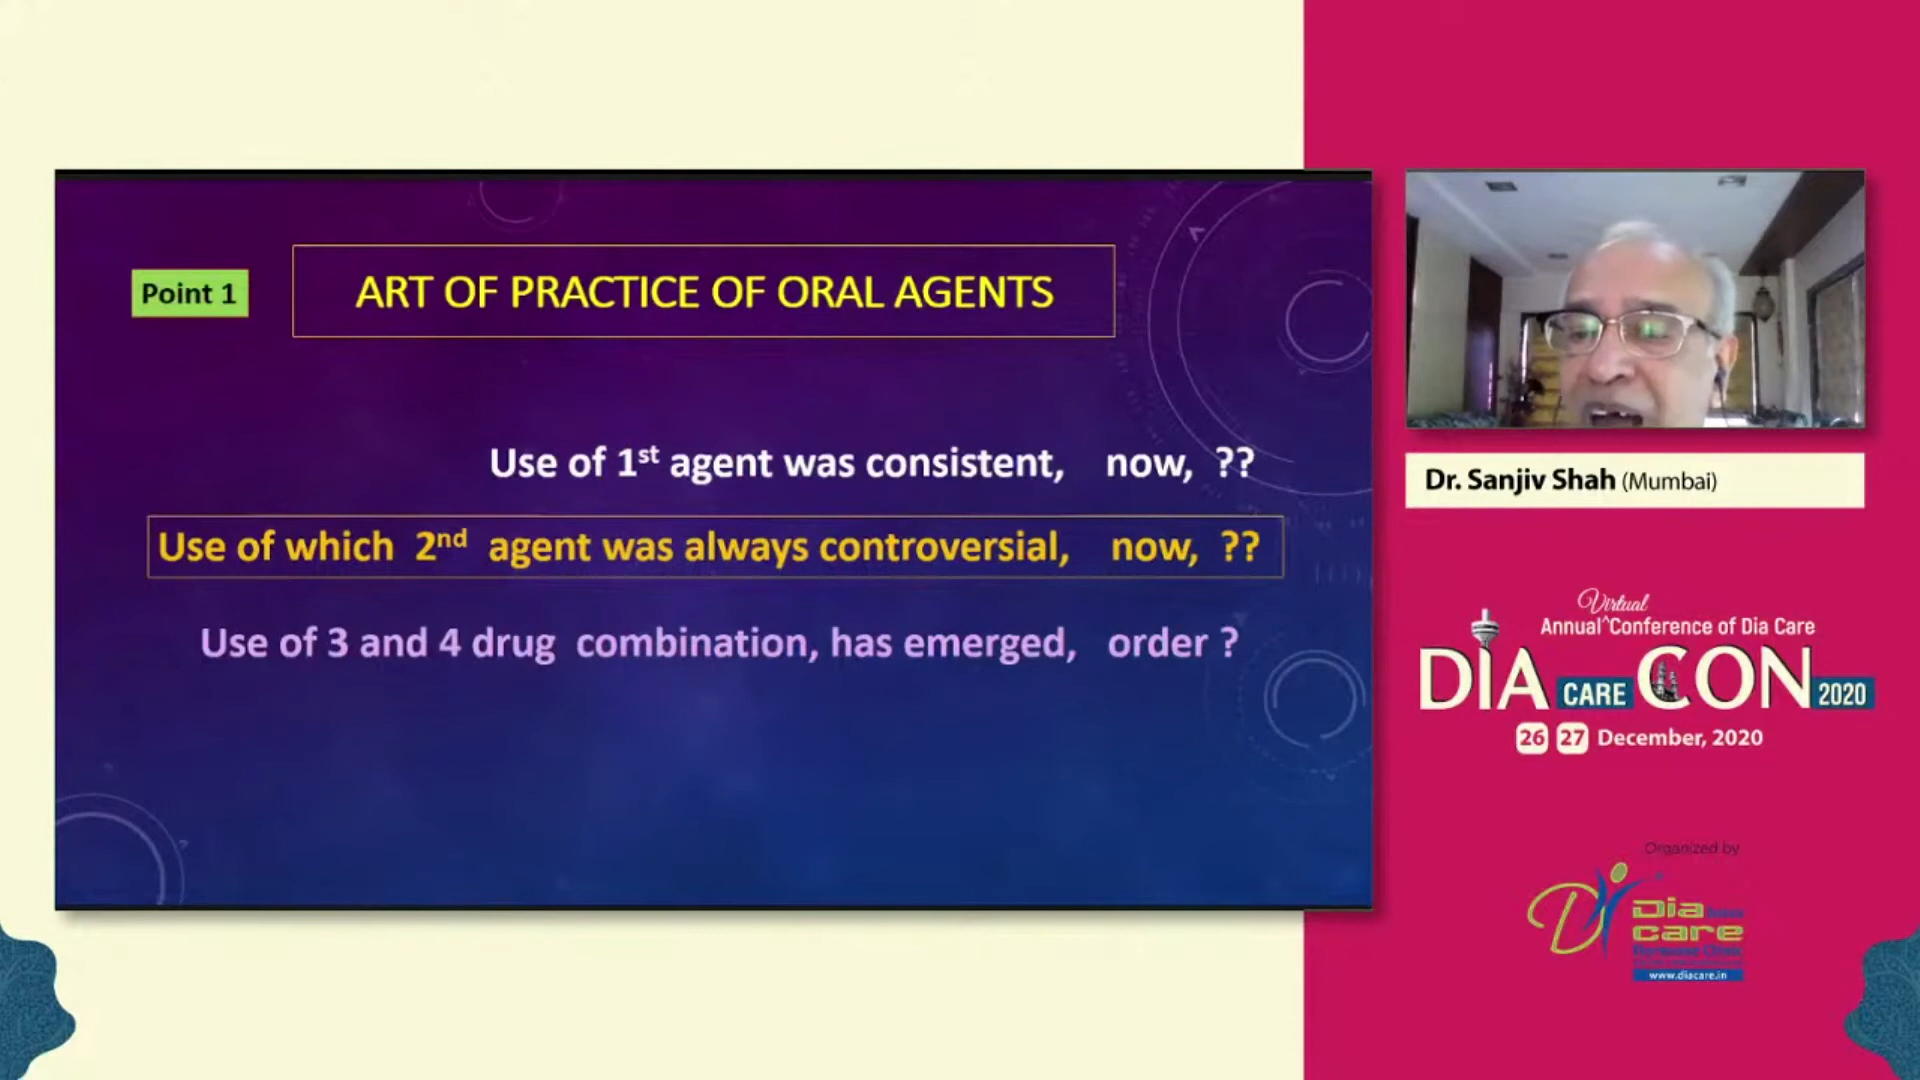 Point 1
ART OF PRACTICE OF ORAL AGENTS
Use of 1st agent was consistent, now, ??
Use of which 2nd agent was always controversial, now, ??
Use of 3 and 4 drug combination, has emerged, order ?
Dr. Sanjiv Shah (Mumbai)
Virtual
Annual^Conference of Dia Care
DIA CARE CON 2020
26 27 December, 2020
Organized by
Dia
care
www.diacare.in